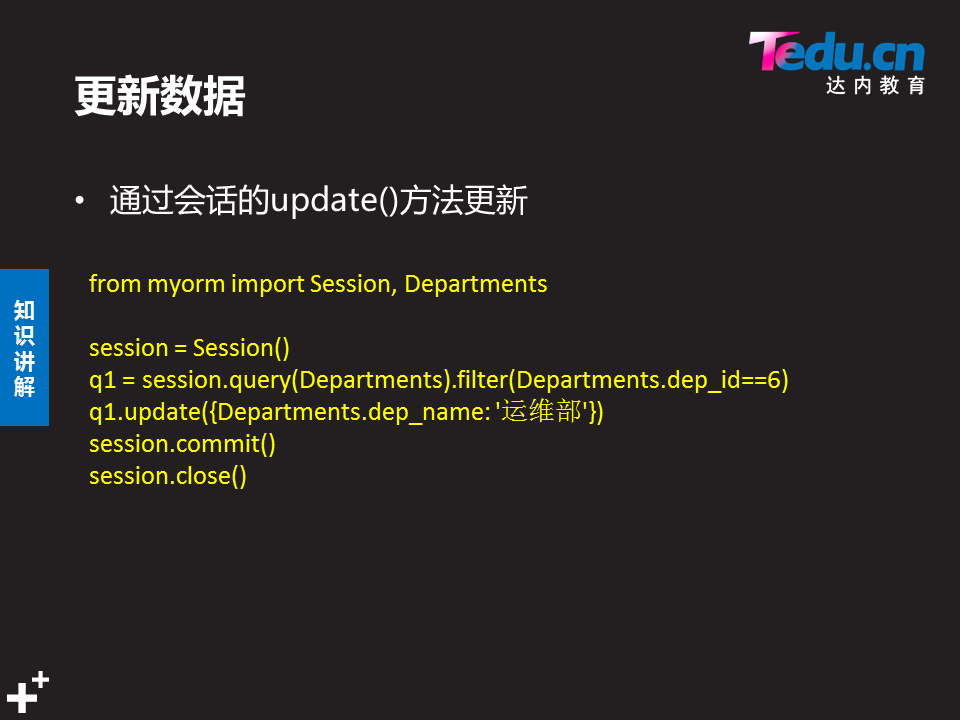 Tedu.cn
达内教育
更新数据
• 通过会话的update()方法更新
知识讲解
from myorm import Session, Departments
session = Session()
q1 = session.query(Departments).filter(Departments.dep_id==6)
q1.update({Departments.dep_name: '运维部'})
session.commit()
session.close()